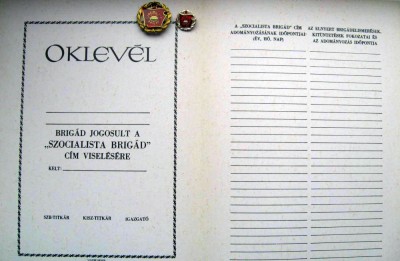 OKLEVÉL
BRIGÁD JOGOSULT A
„SZOCIALISTA BRIGÁD”
CÍM VISELÉSÉRE
KELT:
SZB-TITKÁR KISZ-TITKÁR IGAZGATÓ
A „SZOCIALISTA BRIGÁD” CÍM
ADOMÁNYOZÁSÁNAK IDŐPONTJAI
(ÉV, HÓ, NAP)
AZ ELNYERT BRIGÁDELISMERÉSEK,
KITÜNTETÉSEK FOKOZATAI ÉS
AZ ADOMÁNYOZÁS IDŐPONTJA